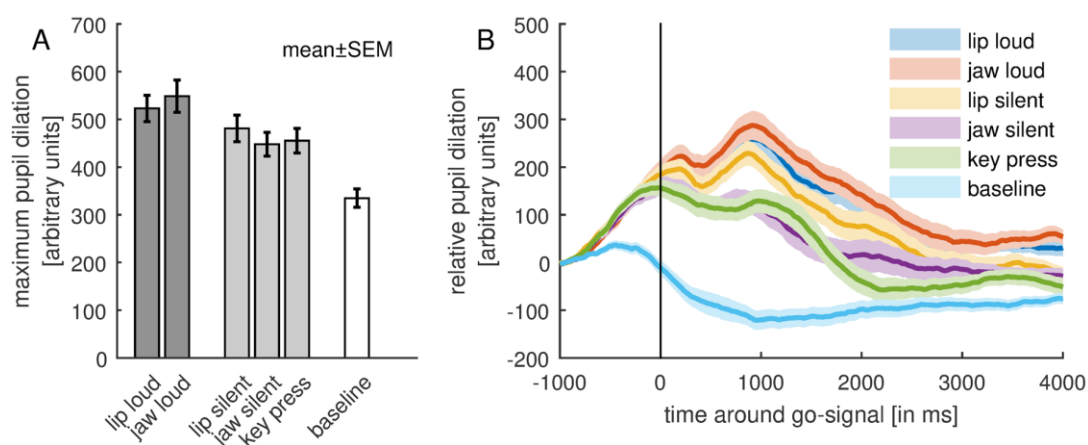 A
mean±SEM
maximum pupil dilation
[arbitrary units]
700
600
500
400
300
200
100
0
lip loud
jaw loud
lip silent
jaw silent
key press
baseline
B
relative pupil dilation
[arbitrary units]
500
400
300
200
100
0
-100
-200
-1000
0
1000
2000
3000
4000
time around go-signal [in ms]
lip loud
jaw loud
lip silent
jaw silent
key press
baseline